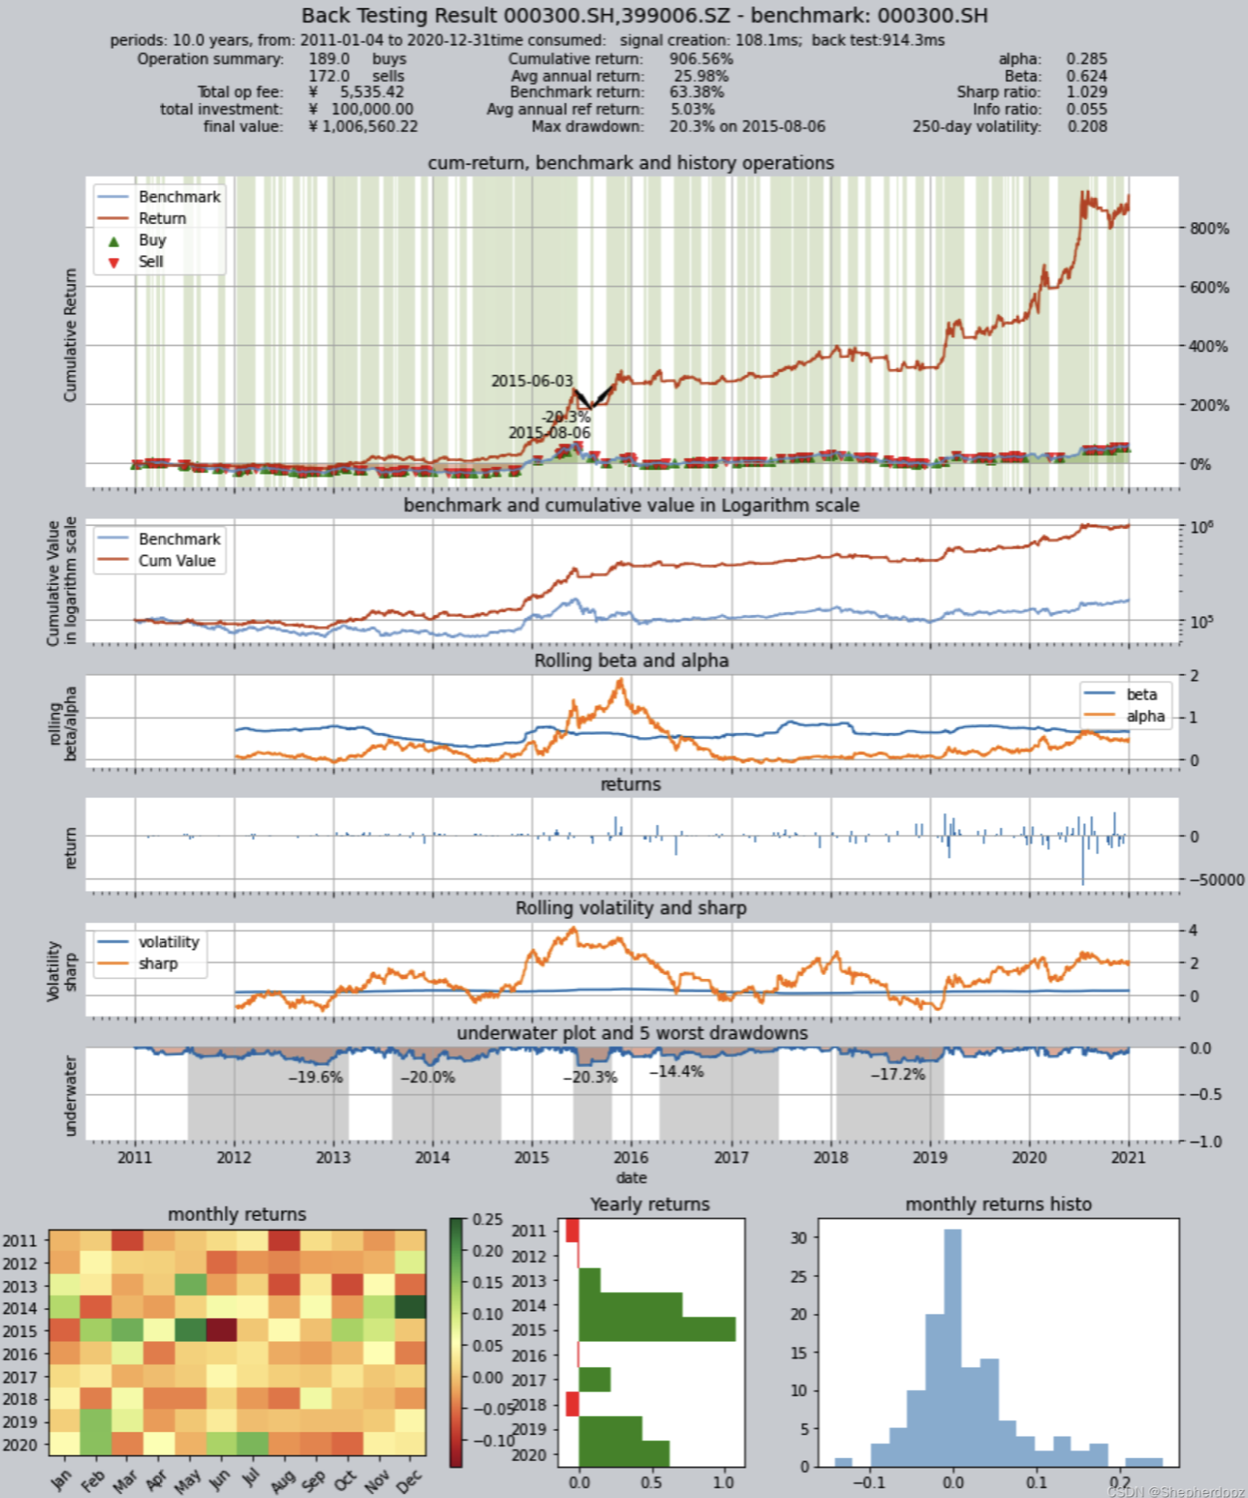 Back Testing Result 000300.SH,399006.SZ - benchmark: 000300.SH
periods: 10.0 years, from: 2011-01-04 to 2020-12-31time consumed: signal creation: 108.1ms; back test:914.3ms
Operation summary: 189.0 buys Cumulative return: 906.56% alpha: 0.285
172.0 sells Avg annual return: 25.98% Beta: 0.624
Total op fee: ¥ 5,535.42 Benchmark return: 63.38% Sharp ratio: 1.029
total investment: ¥ 100,000.00 Avg annual ref return: 5.03% Info ratio: 0.055
final value: ¥ 1,006,560.22 Max drawdown: 20.3% on 2015-08-06 250-day volatility: 0.208
cum-return, benchmark and history operations
Benchmark
Return
Buy
Sell
Cumulative Return
800%
600%
400%
200%
0%
2015-06-03
-20.3%
2015-08-06
benchmark and cumulative value in Logarithm scale
Benchmark
Cum Value
Cumulative Value
in logarithm scale
10⁶
10⁵
Rolling beta and alpha
beta
alpha
rolling
beta/alpha
2
1
0
returns
return
0
−50000
Rolling volatility and sharp
volatility
sharp
Volatility
sharp
4
2
0
underwater plot and 5 worst drawdowns
underwater
−19.6%
−20.0%
−20.3%
−14.4%
−17.2%
0.0
−0.5
−1.0
2011 2012 2013 2014 2015 2016 2017 2018 2019 2020 2021
date
monthly returns
2011
2012
2013
2014
2015
2016
2017
2018
2019
2020
Jan Feb Mar Apr May Jun Jul Aug Sep Oct Nov Dec
0.25
0.20
0.15
0.10
0.05
0.00
−0.05
−0.10
Yearly returns
2011
2012
2013
2014
2015
2016
2017
2018
2019
2020
0.0 0.5 1.0
monthly returns histo
30
25
20
15
10
5
0
−0.1 0.0 0.1 0.2
CSDN @Shepherdppz